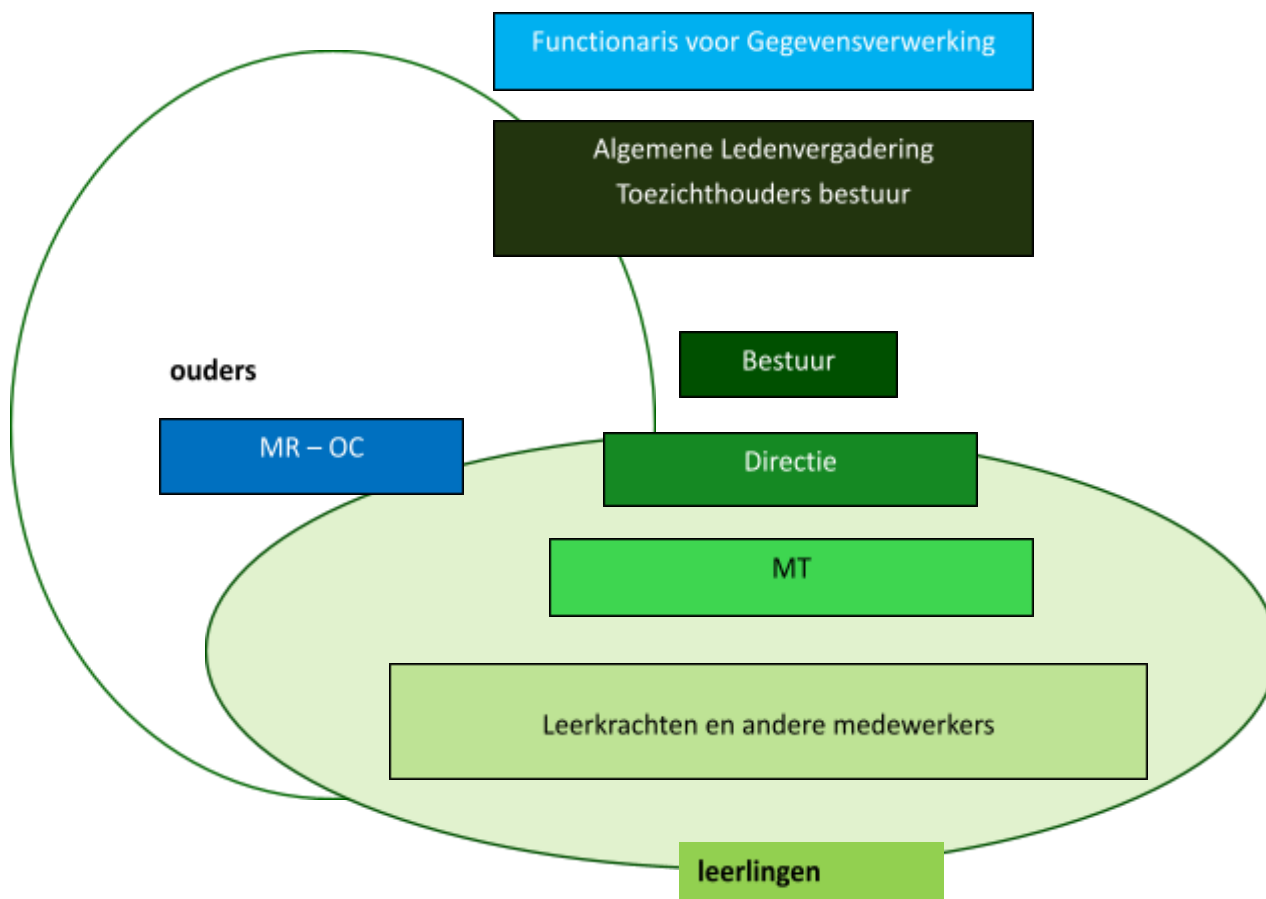 Functionaris voor Gegevensverwerking
Algemene Ledenvergadering
Toezichthouders bestuur
Bestuur
ouders
MR – OC
Directie
MT
Leerkrachten en andere medewerkers
leerlingen